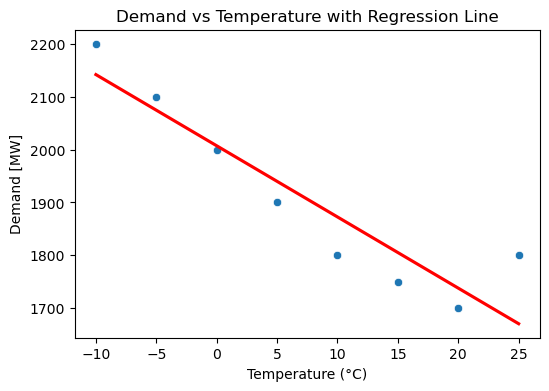 Demand vs Temperature with Regression Line
2200
2100
2000
1900
1800
1700
Demand [MW]
−10 −5 0 5 10 15 20 25
Temperature (°C)